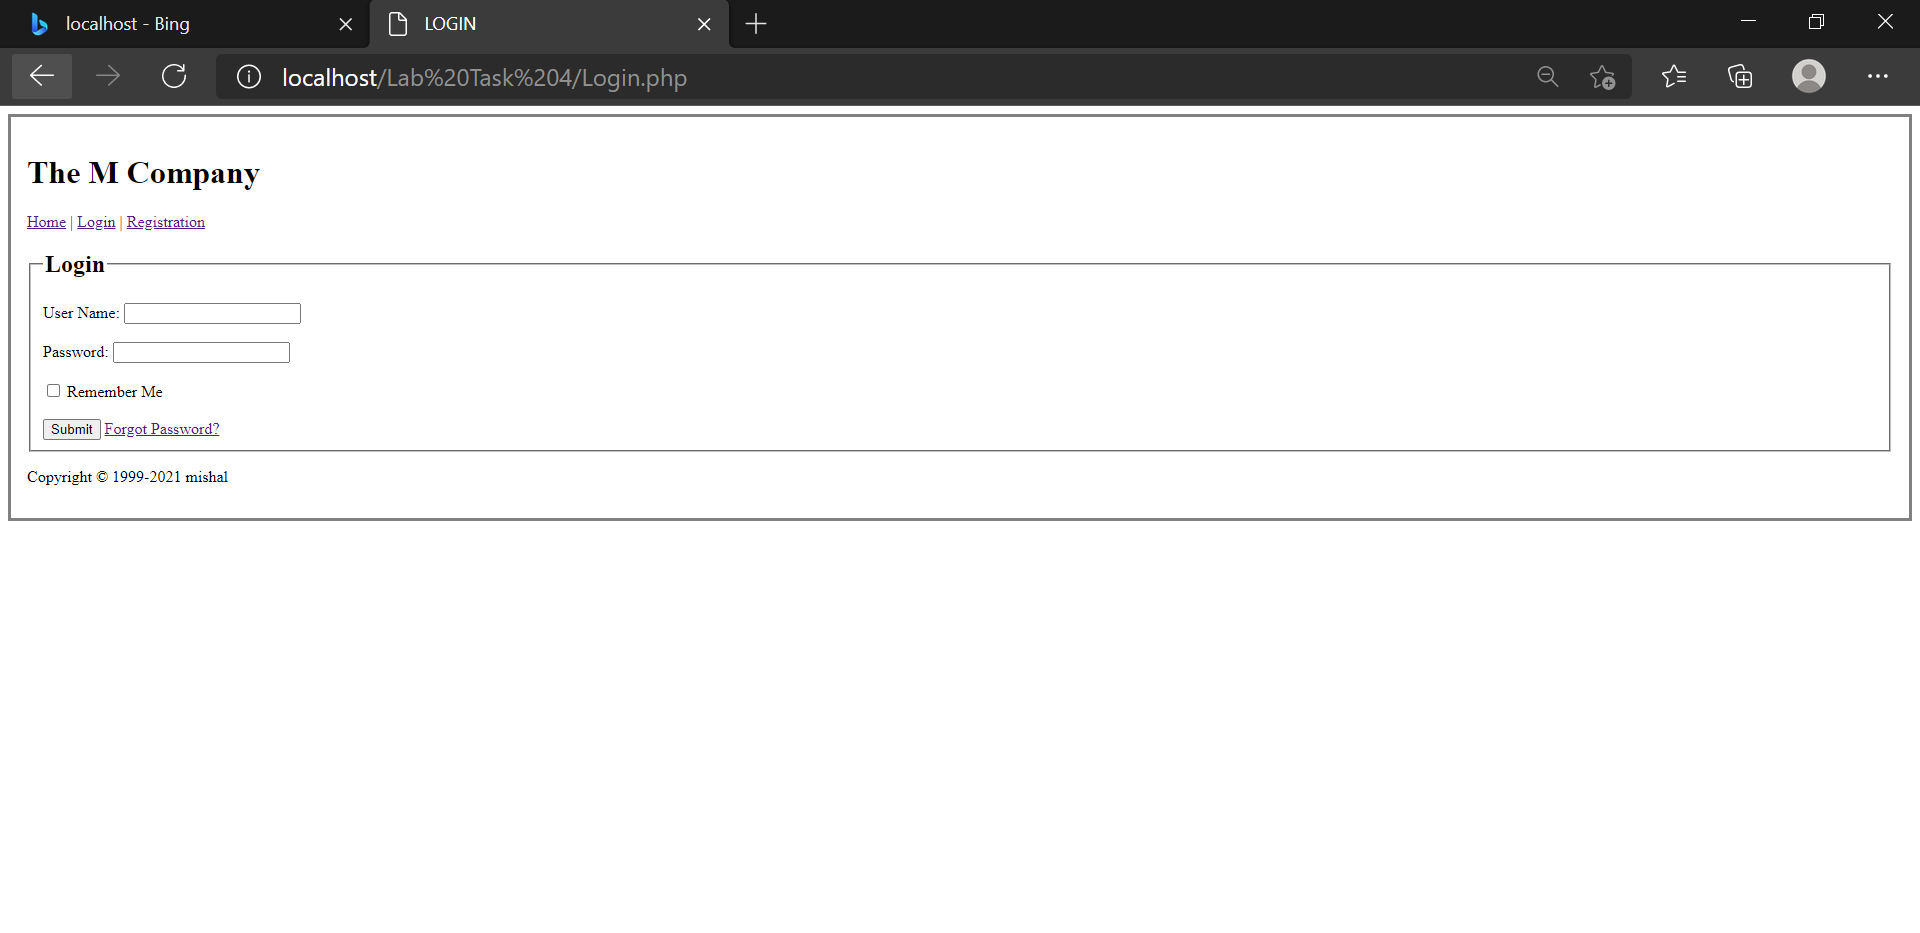 localhost - Bing
LOGIN
localhost/Lab%20Task%204/Login.php
The M Company
Home | Login | Registration
Login
User Name:
Password:
Remember Me
Submit Forgot Password?
Copyright © 1999-2021 mishal